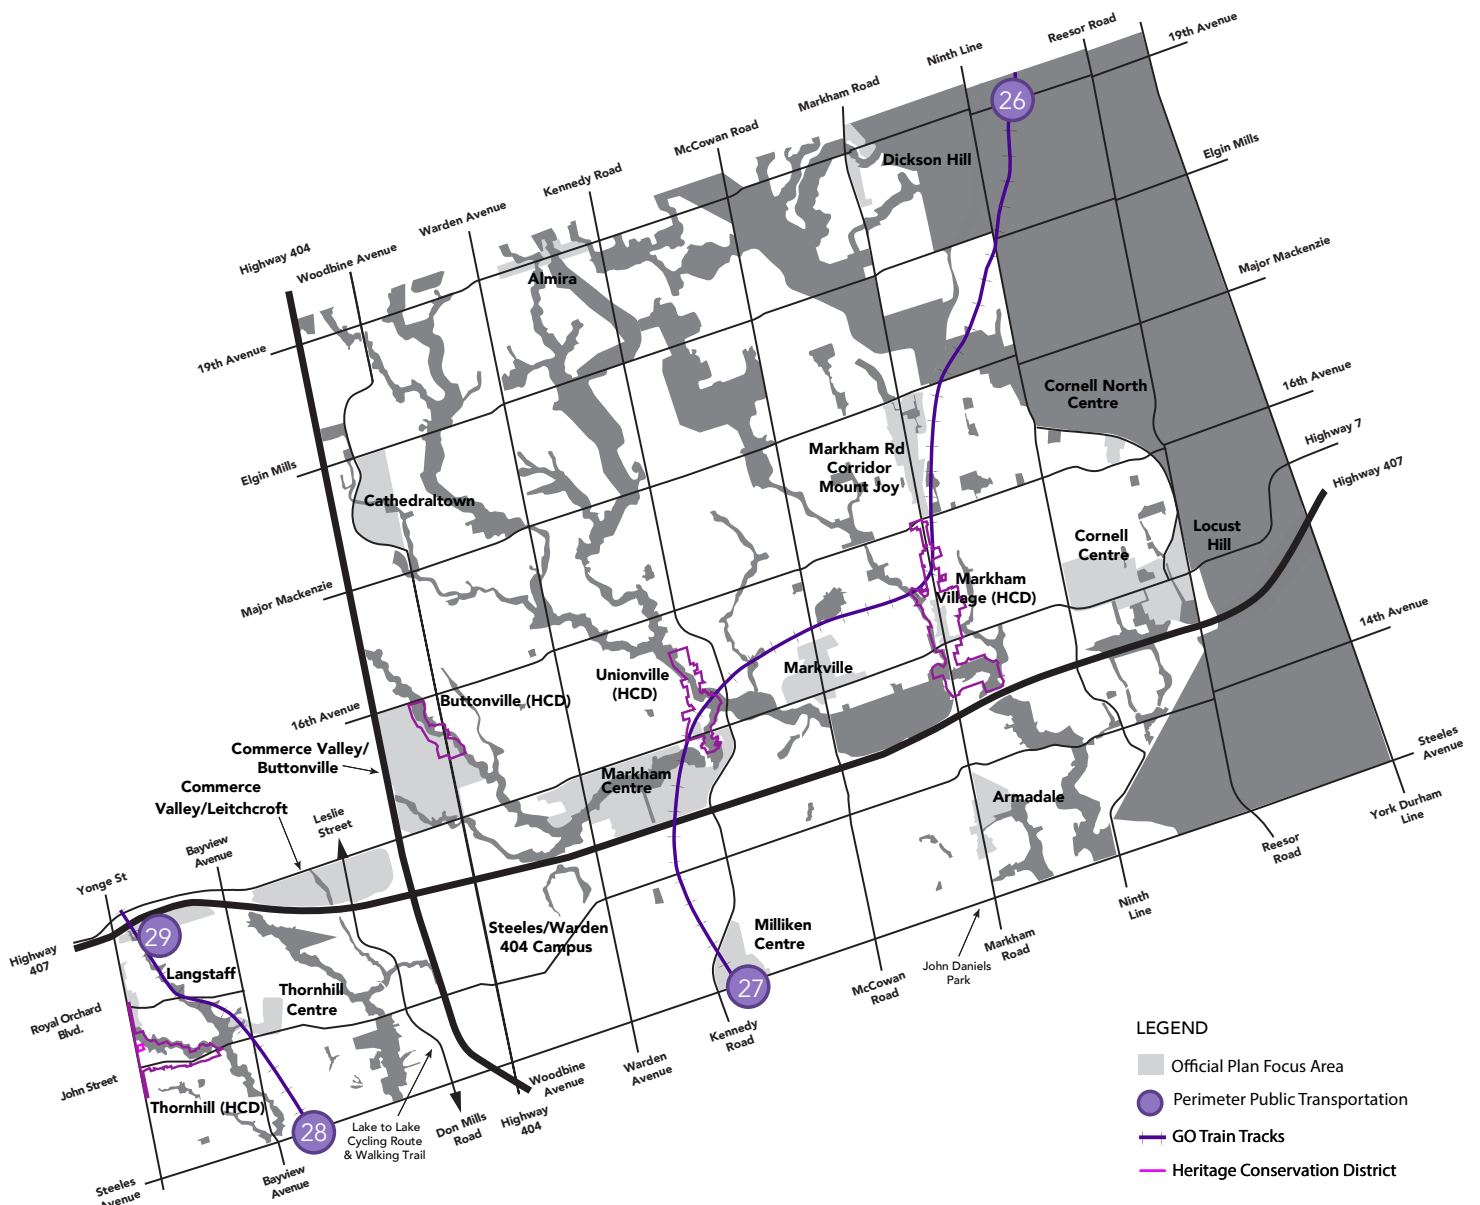 19th Avenue
Reesor Road
Ninth Line
Markham Road
McCowan Road
Kennedy Road
Warden Avenue
Woodbine Avenue
Highway 404
26
Dickson Hill
Elgin Mills
Major Mackenzie
Almira
19th Avenue
16th Avenue
Cornell North
Centre
Highway 7
Markham Rd
Corridor
Mount Joy
Highway 407
Elgin Mills
Cathedraltown
Locust
Hill
Cornell
Centre
Major Mackenzie
Markham
Village (HCD)
14th Avenue
Markville
Unionville
(HCD)
Buttonville (HCD)
16th Avenue
Commerce Valley/
Buttonville
Steeles
Avenue
Markham
Centre
Commerce
Valley/Leitchcroft
Armadale
York Durham
Line
Leslie
Street
Bayview
Avenue
Reesor
Road
Yonge St
Ninth
Line
Steeles/Warden
404 Campus
Milliken
Centre
29
Highway
407
Markham
Road
John Daniels
Park
Langstaff
McCowan
Road
27
Thornhill
Centre
Royal Orchard
Blvd.
Kennedy
Road
LEGEND
Official Plan Focus Area
Warden
Avenue
Woodbine
Avenue
John Street
Perimeter Public Transportation
Thornhill (HCD)
28
Highway
404
Don Mills
Road
Lake to Lake
Cycling Route
& Walking Trail
GO Train Tracks
Heritage Conservation District
Bayview
Avenue
Steeles
Avenue